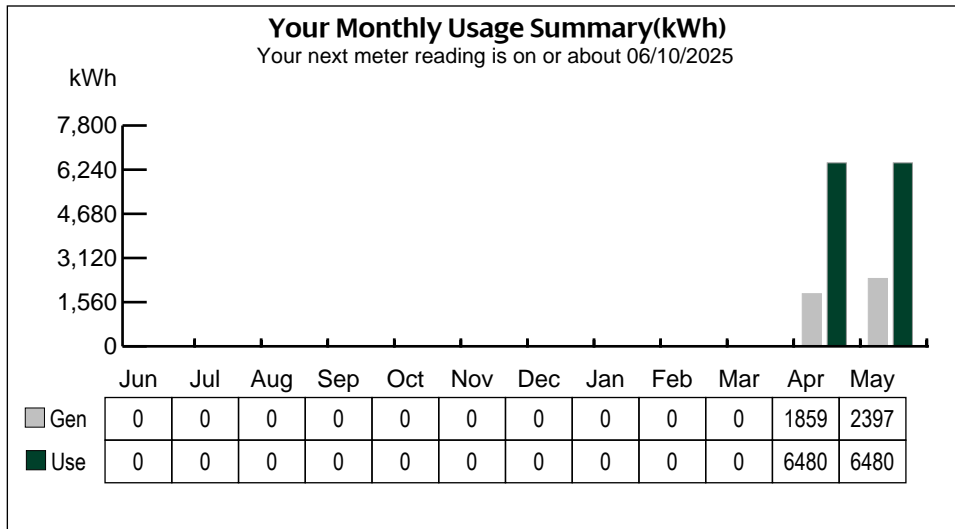 Your Monthly Usage Summary(kWh)
Your next meter reading is on or about 06/10/2025
kWh
7,800
6,240
4,680
3,120
1,560
0
Jun Jul Aug Sep Oct Nov Dec Jan Feb Mar Apr May
Gen 0 0 0 0 0 0 0 0 0 0 1859 2397
Use 0 0 0 0 0 0 0 0 0 0 6480 6480